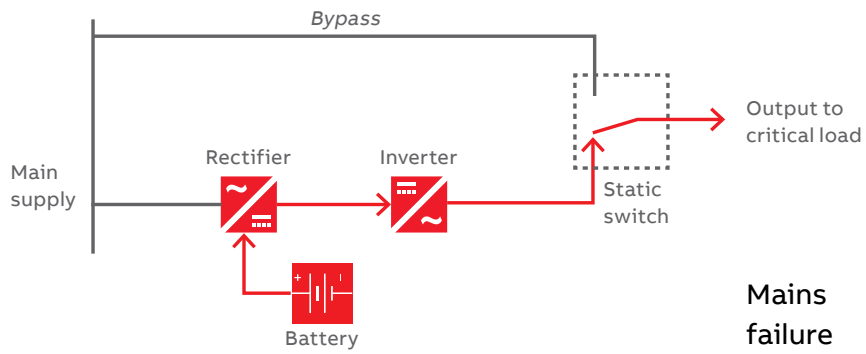 Bypass
Output to
critical load
Rectifier
Inverter
Main
supply
Static
switch
+
Battery
Mains
failure